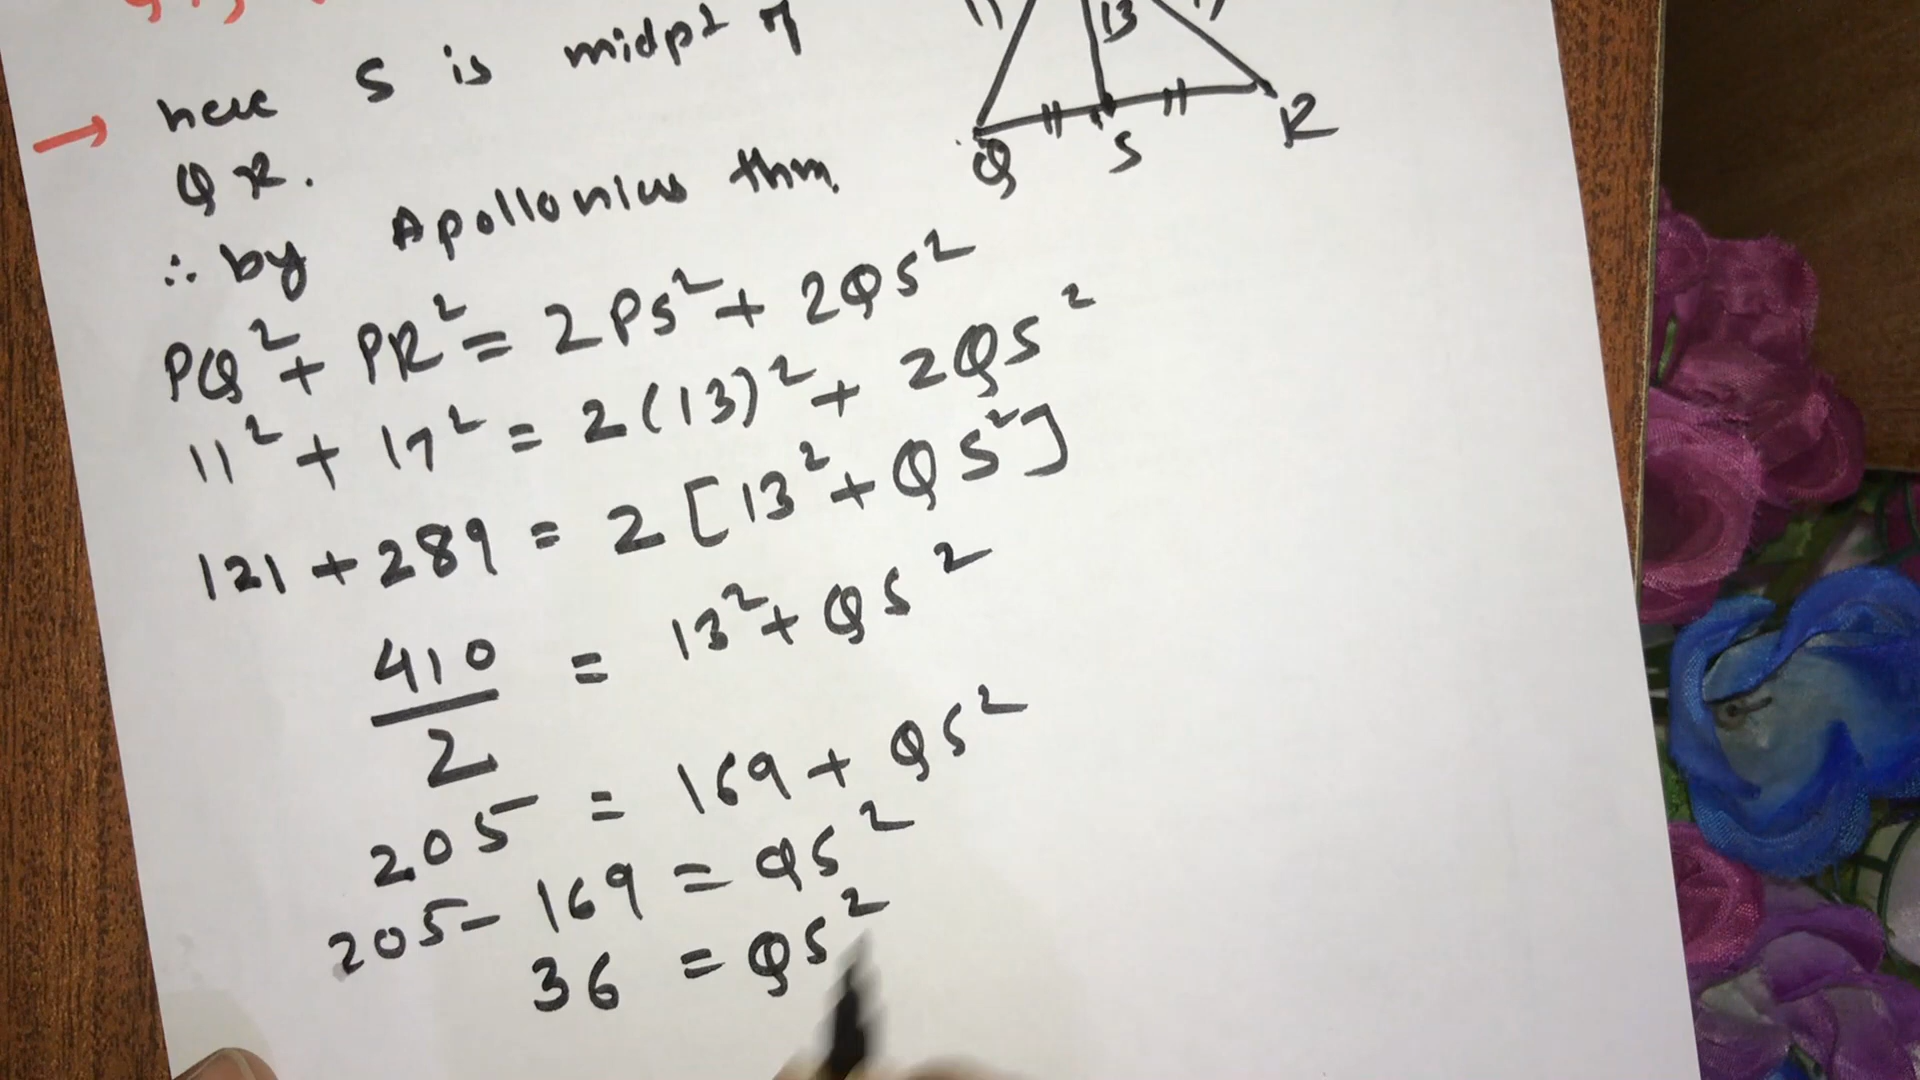 here S is midpt of
QR.
∴ by Apollonius thm
PQ² + PR² = 2PS² + 2QS²
11² + 17² = 2(13)² + 2QS²
121 + 289 = 2[13² + QS²]
410/2 = 13² + QS²
205 = 169 + QS²
205 - 169 = QS²
36 = QS²
11 13
Q S R